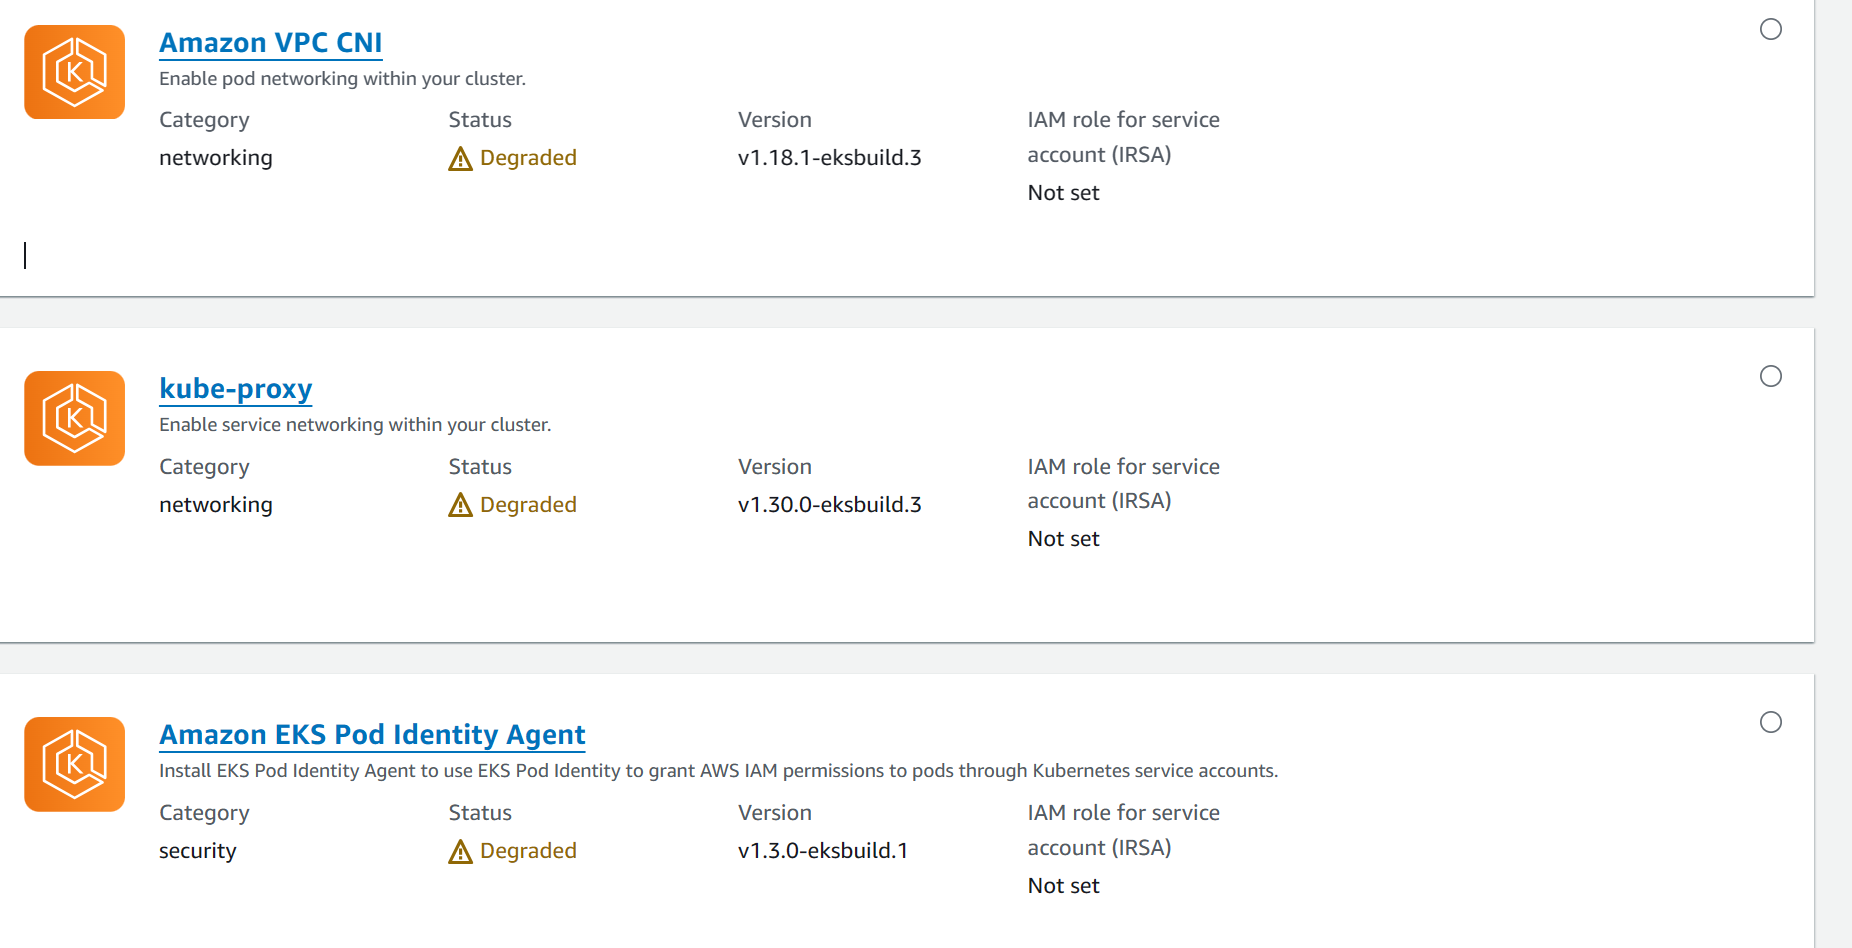 Amazon VPC CNI
Enable pod networking within your cluster.
Category
networking
Status
Degraded
Version
v1.18.1-eksbuild.3
IAM role for service
account (IRSA)
Not set
kube-proxy
Enable service networking within your cluster.
Category
networking
Status
Degraded
Version
v1.30.0-eksbuild.3
IAM role for service
account (IRSA)
Not set
Amazon EKS Pod Identity Agent
Install EKS Pod Identity Agent to use EKS Pod Identity to grant AWS IAM permissions to pods through Kubernetes service accounts.
Category
security
Status
Degraded
Version
v1.3.0-eksbuild.1
IAM role for service
account (IRSA)
Not set